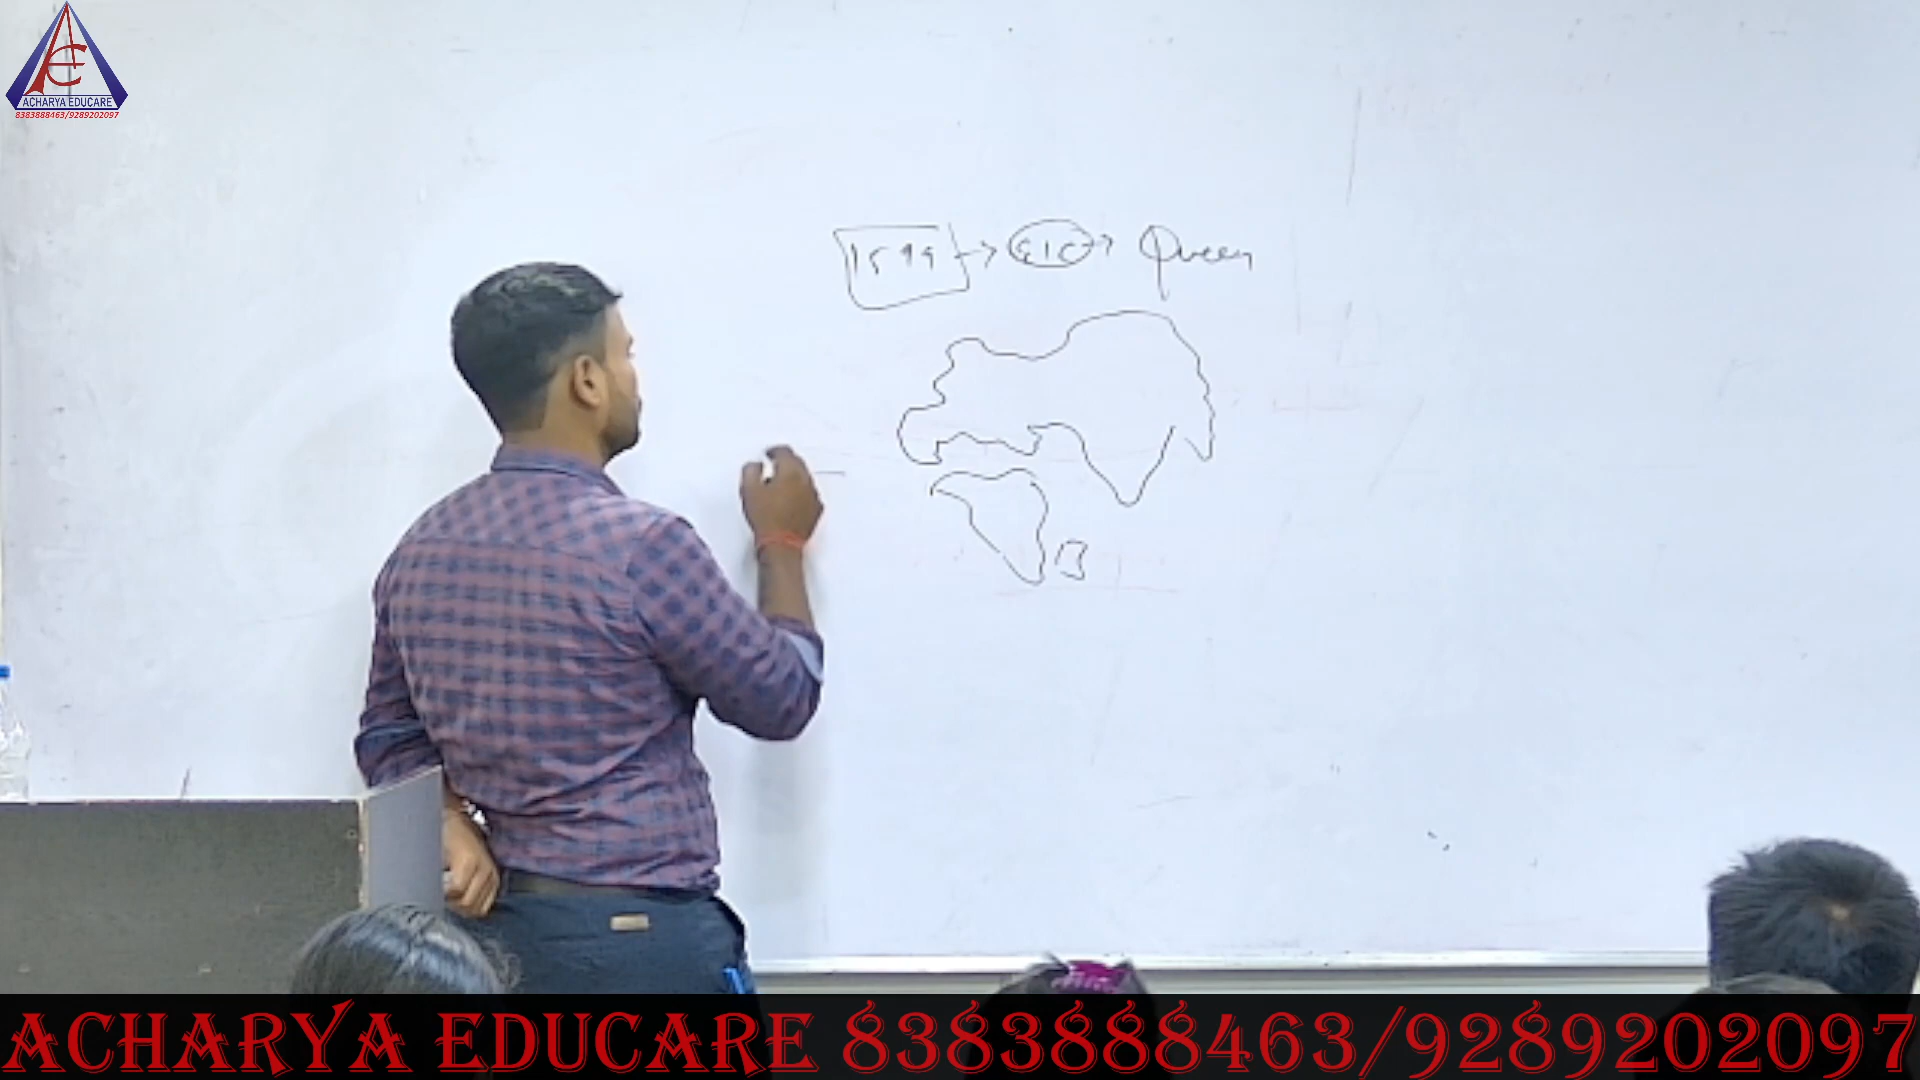 ACHARYA EDUCARE
8383888463/9289202097
1599 → EIC → Queen
ACHARYA EDUCARE 8383888463/9289202097